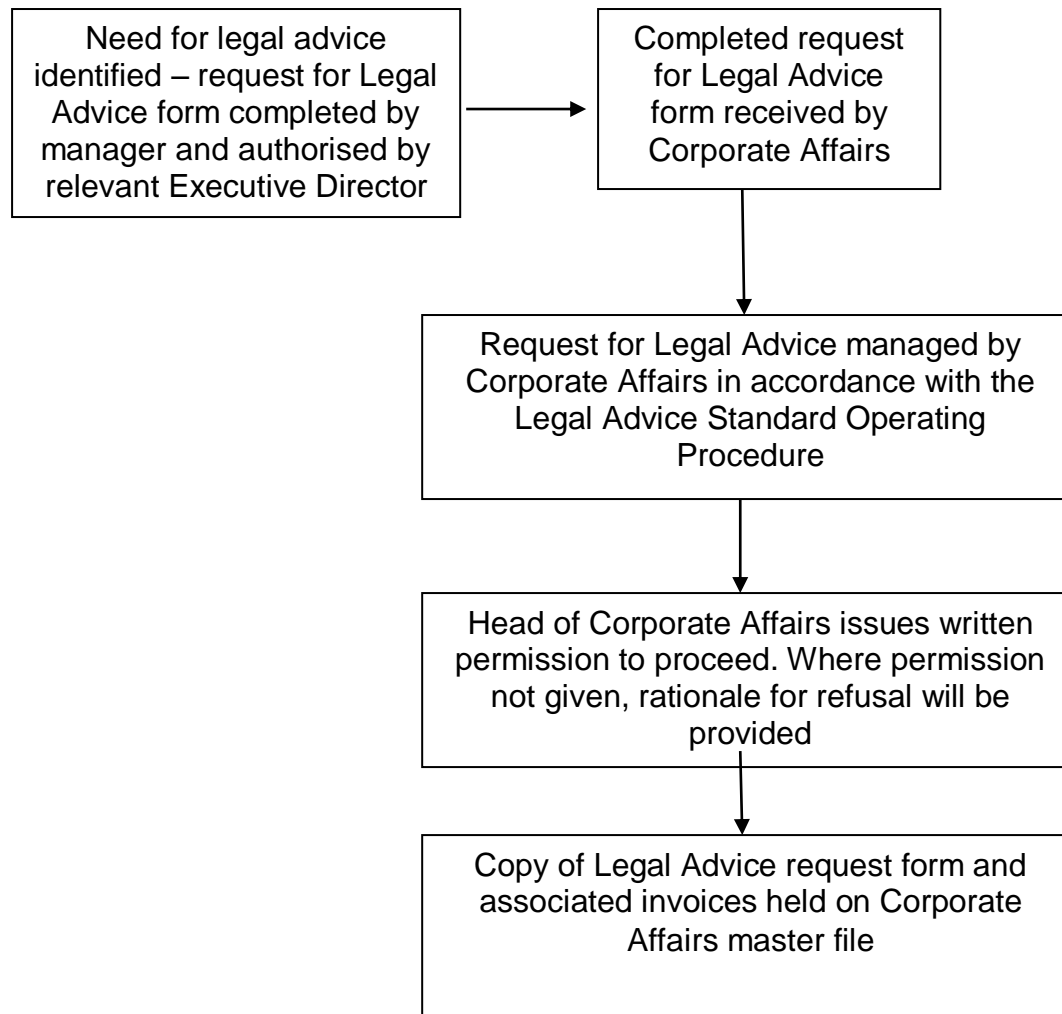 Need for legal advice
identified – request for Legal
Advice form completed by
manager and authorised by
relevant Executive Director
Completed request
for Legal Advice
form received by
Corporate Affairs
Request for Legal Advice managed by
Corporate Affairs in accordance with the
Legal Advice Standard Operating
Procedure
Head of Corporate Affairs issues written
permission to proceed. Where permission
not given, rationale for refusal will be
provided
Copy of Legal Advice request form and
associated invoices held on Corporate
Affairs master file